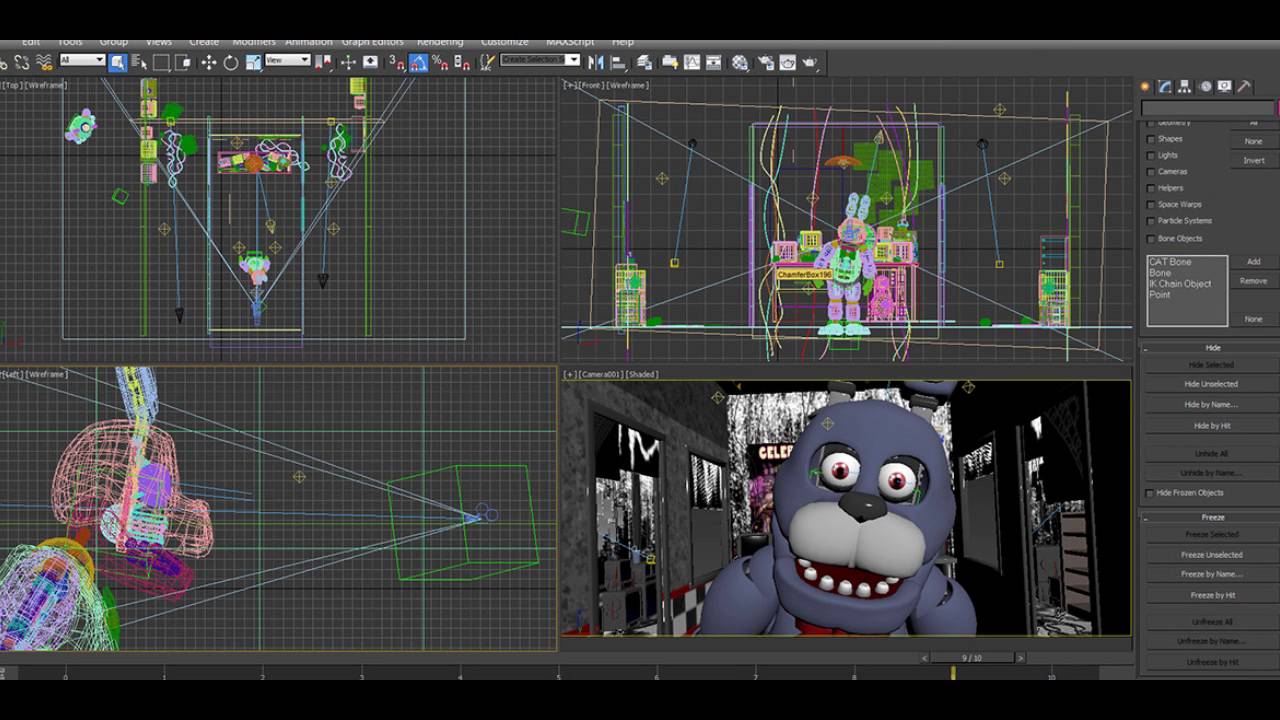 Edit Tools Group Views Create Modifiers Animation Graph Editors Rendering Customize MAXScript Help
All
View
3
Create Selection S
[Top] [Wireframe]
[+] [Front] [Wireframe]
Geometry
All
Shapes
None
Lights
Invert
Cameras
Helpers
Space Warps
Particle Systems
Bone Objects
CAT Bone
Bone
IK Chain Object
Point
Add
Remove
None
ChamferBox196
Hide
Hide Selected
Hide Unselected
Hide by Name...
Hide by Hit
Unhide All
Unhide by Name...
Hide Frozen Objects
Freeze
Freeze Selected
Freeze Unselected
Freeze by Name...
Freeze by Hit
Unfreeze All
Unfreeze by Name...
Unfreeze by Hit
[Left] [Wireframe]
[+] [Camera001] [Shaded]
CELEB
< 9 / 10 >
0 1 2 3 4 5 6 7 8 9 10